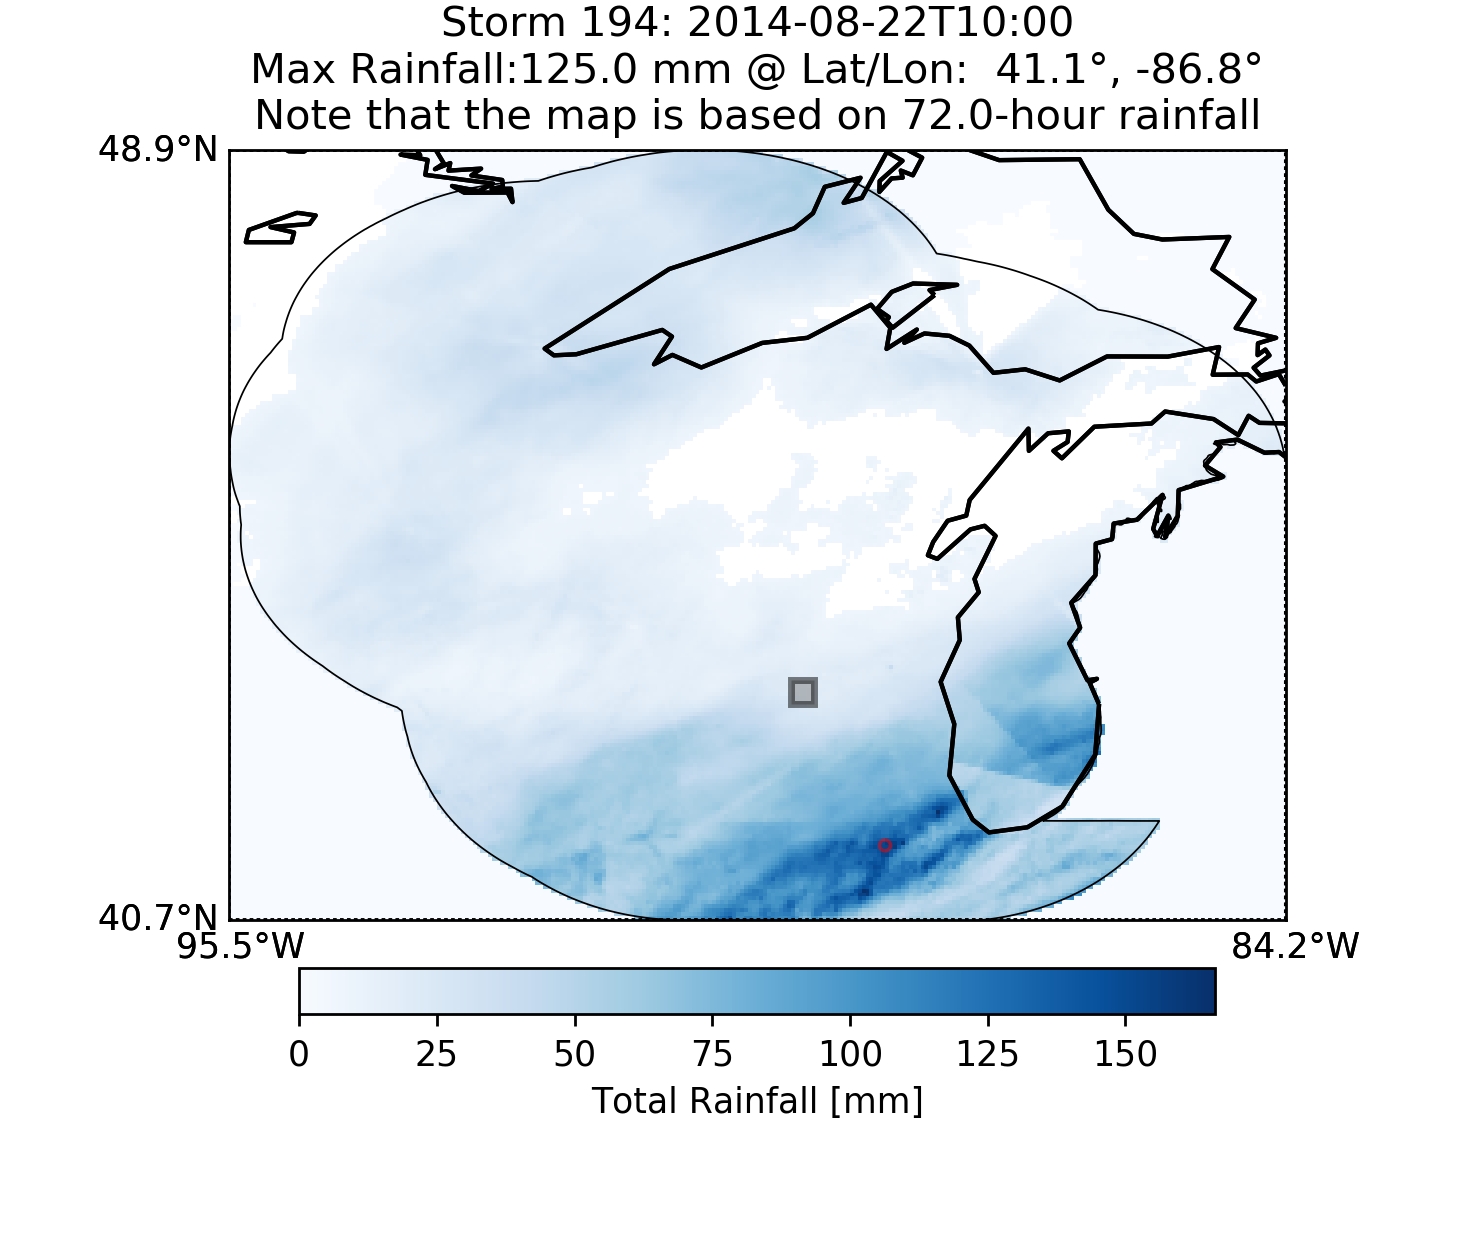 Storm 194: 2014-08-22T10:00
Max Rainfall:125.0 mm @ Lat/Lon:  41.1°, -86.8°
Note that the map is based on 72.0-hour rainfall
48.9°N
40.7°N
95.5°W 84.2°W
0 25 50 75 100 125 150
Total Rainfall [mm]